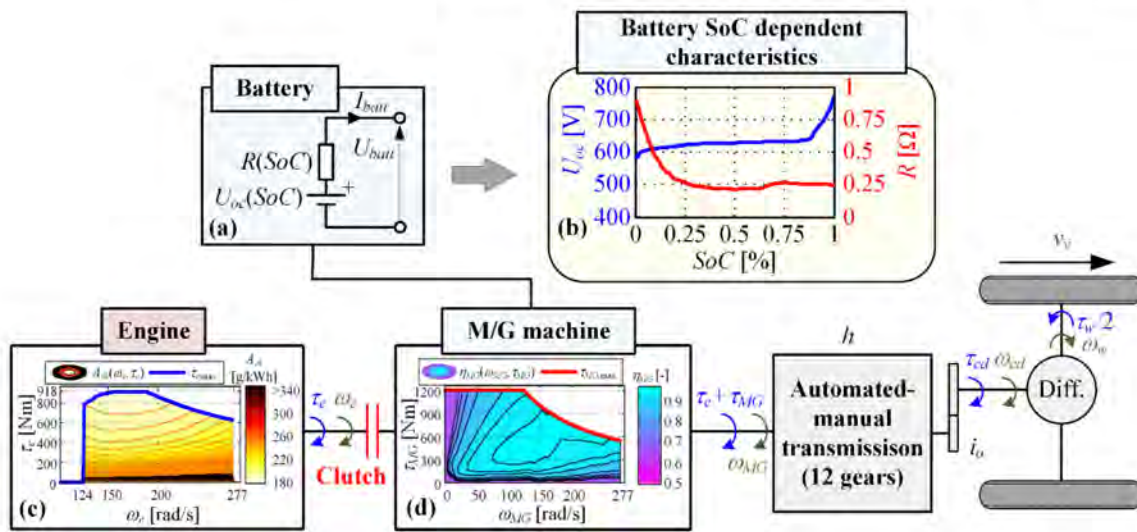 Battery SoC dependent
characteristics
Battery
I_batt
U_batt
R(SoC)
+
U_oc(SoC)
(a)
800
700
600
500
400
U_oc [V]
1
0.75
0.5
0.25
0
R [Ω]
0 0.25 0.5 0.75 1
SoC [%]
(b)
v_v
Engine
τ_e [Nm]
918
800
600
400
200
0
124 150 200 277
ω_e [rad/s]
[g/kWh]
>340
300
260
220
180
(c)
τ_e ω_e
Clutch
M/G machine
η_MG(ω_MG, τ_MG) τ_MG,max
η_MG [-]
τ_MG [Nm]
1200
900
600
300
0
0 50 100 150 200 277
ω_MG [rad/s]
0.9
0.8
0.7
0.6
0.5
(d)
τ_e + τ_MG
ω_MG
h
Automated-
manual
transmisison
(12 gears)
i_o
τ_cd ω_cd
τ_w/2
ω_w
Diff.